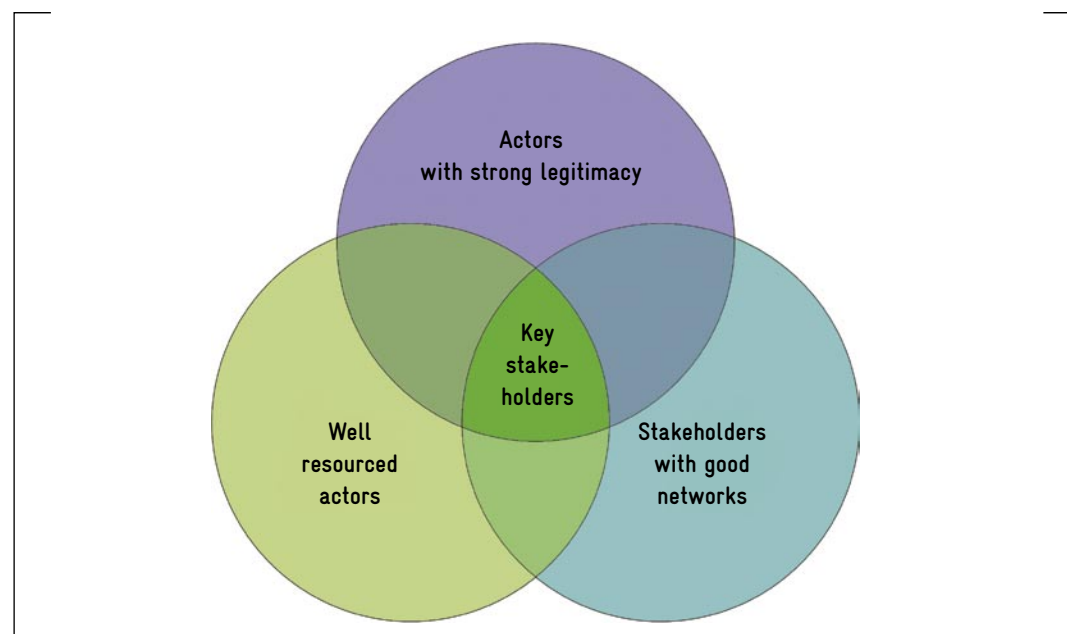 Actors
with strong legitimacy
Key
stake-
holders
Well
resourced
actors
Stakeholders
with good
networks